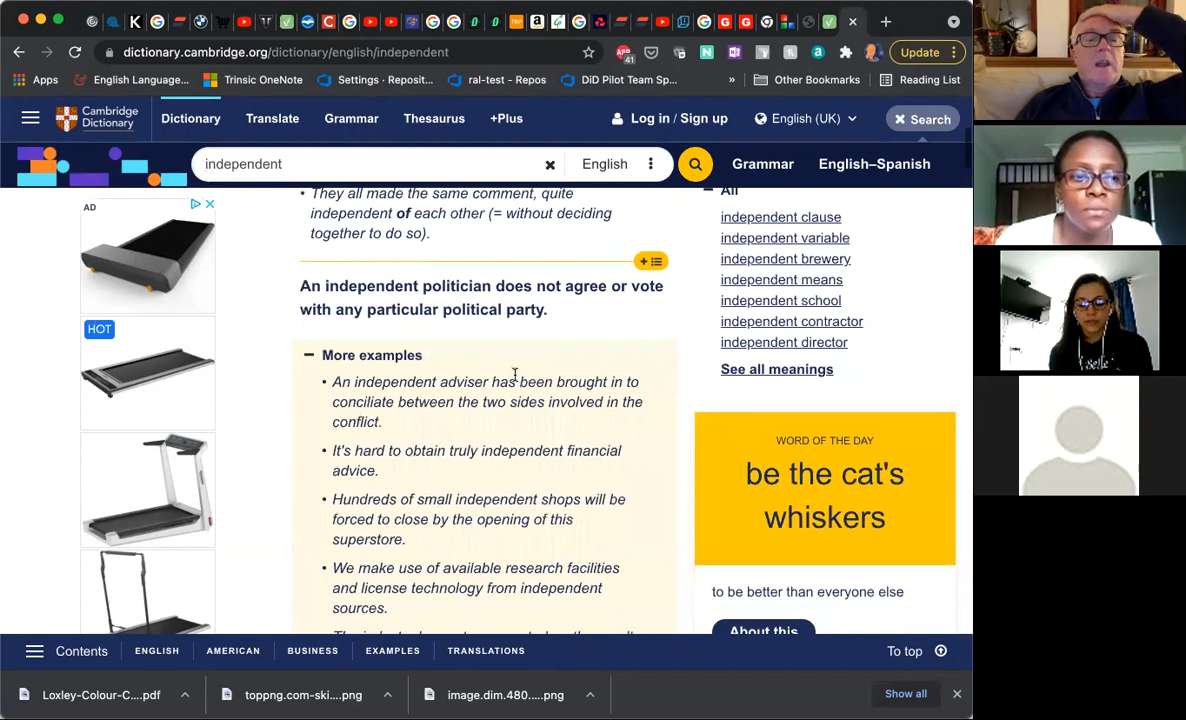 dictionary.cambridge.org/dictionary/english/independent
Update
41
Apps
English Language...
Trinsic OneNote
Settings · Reposit...
ral-test - Repos
DiD Pilot Team Sp...
»
Other Bookmarks
Reading List
Cambridge
Dictionary
Dictionary
Translate
Grammar
Thesaurus
+Plus
Log in / Sign up
English (UK)
Search
independent
English
Grammar
English–Spanish
• They all made the same comment, quite
independent of each other (= without deciding
together to do so).
An independent politician does not agree or vote
with any particular political party.
More examples
• An independent adviser has been brought in to
conciliate between the two sides involved in the
conflict.
• It's hard to obtain truly independent financial
advice.
• Hundreds of small independent shops will be
forced to close by the opening of this
superstore.
• We make use of available research facilities
and license technology from independent
sources.
AD
HOT
All
independent clause
independent variable
independent brewery
independent means
independent school
independent contractor
independent director
See all meanings
WORD OF THE DAY
be the cat's
whiskers
to be better than everyone else
About this
Contents
ENGLISH
AMERICAN
BUSINESS
EXAMPLES
TRANSLATIONS
To top
Loxley-Colour-C....pdf
toppng.com-ski....png
image.dim.480.....png
Show all